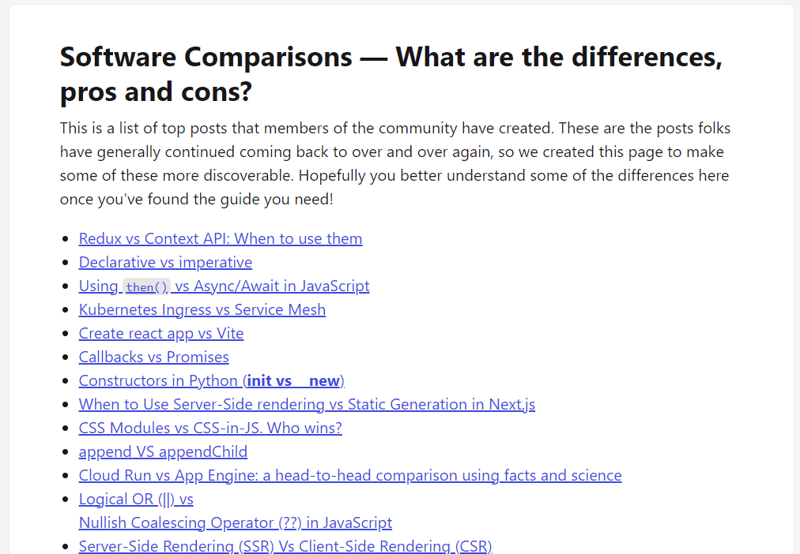 Software Comparisons — What are the differences,
pros and cons?
This is a list of top posts that members of the community have created. These are the posts folks
have generally continued coming back to over and over again, so we created this page to make
some of these more discoverable. Hopefully you better understand some of the differences here
once you've found the guide you need!
Redux vs Context API: When to use them
Declarative vs imperative
Using then() vs Async/Await in JavaScript
Kubernetes Ingress vs Service Mesh
Create react app vs Vite
Callbacks vs Promises
Constructors in Python (init vs __new)
When to Use Server-Side rendering vs Static Generation in Next.js
CSS Modules vs CSS-in-JS. Who wins?
append VS appendChild
Cloud Run vs App Engine: a head-to-head comparison using facts and science
Logical OR (||) vs
Nullish Coalescing Operator (??) in JavaScript
Server-Side Rendering (SSR) Vs Client-Side Rendering (CSR)